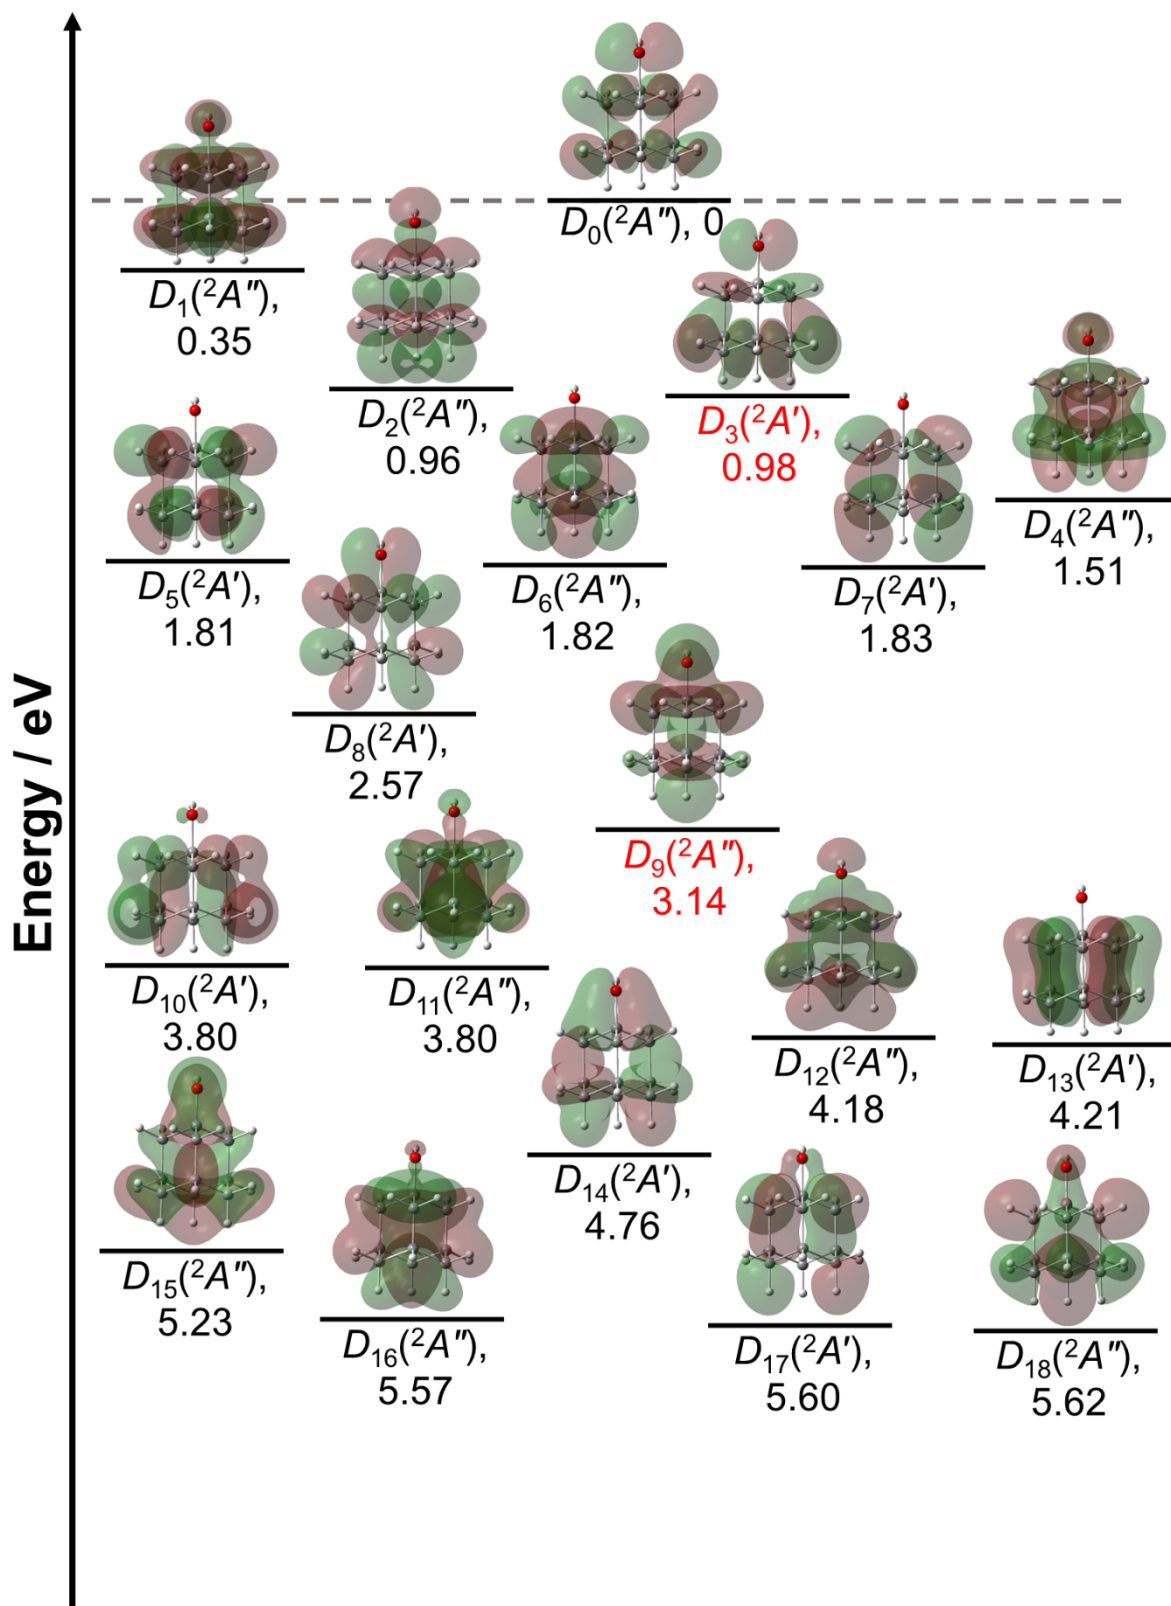 Energy / eV
D₀(²A″), 0
D₁(²A″),
0.35
D₂(²A″),
0.96
D₃(²A′),
0.98
D₄(²A″),
1.51
D₅(²A′),
1.81
D₆(²A″),
1.82
D₇(²A′),
1.83
D₈(²A′),
2.57
D₉(²A″),
3.14
D₁₀(²A′),
3.80
D₁₁(²A″),
3.80
D₁₂(²A″),
4.18
D₁₃(²A′),
4.21
D₁₄(²A′),
4.76
D₁₅(²A″),
5.23
D₁₆(²A″),
5.57
D₁₇(²A′),
5.60
D₁₈(²A″),
5.62